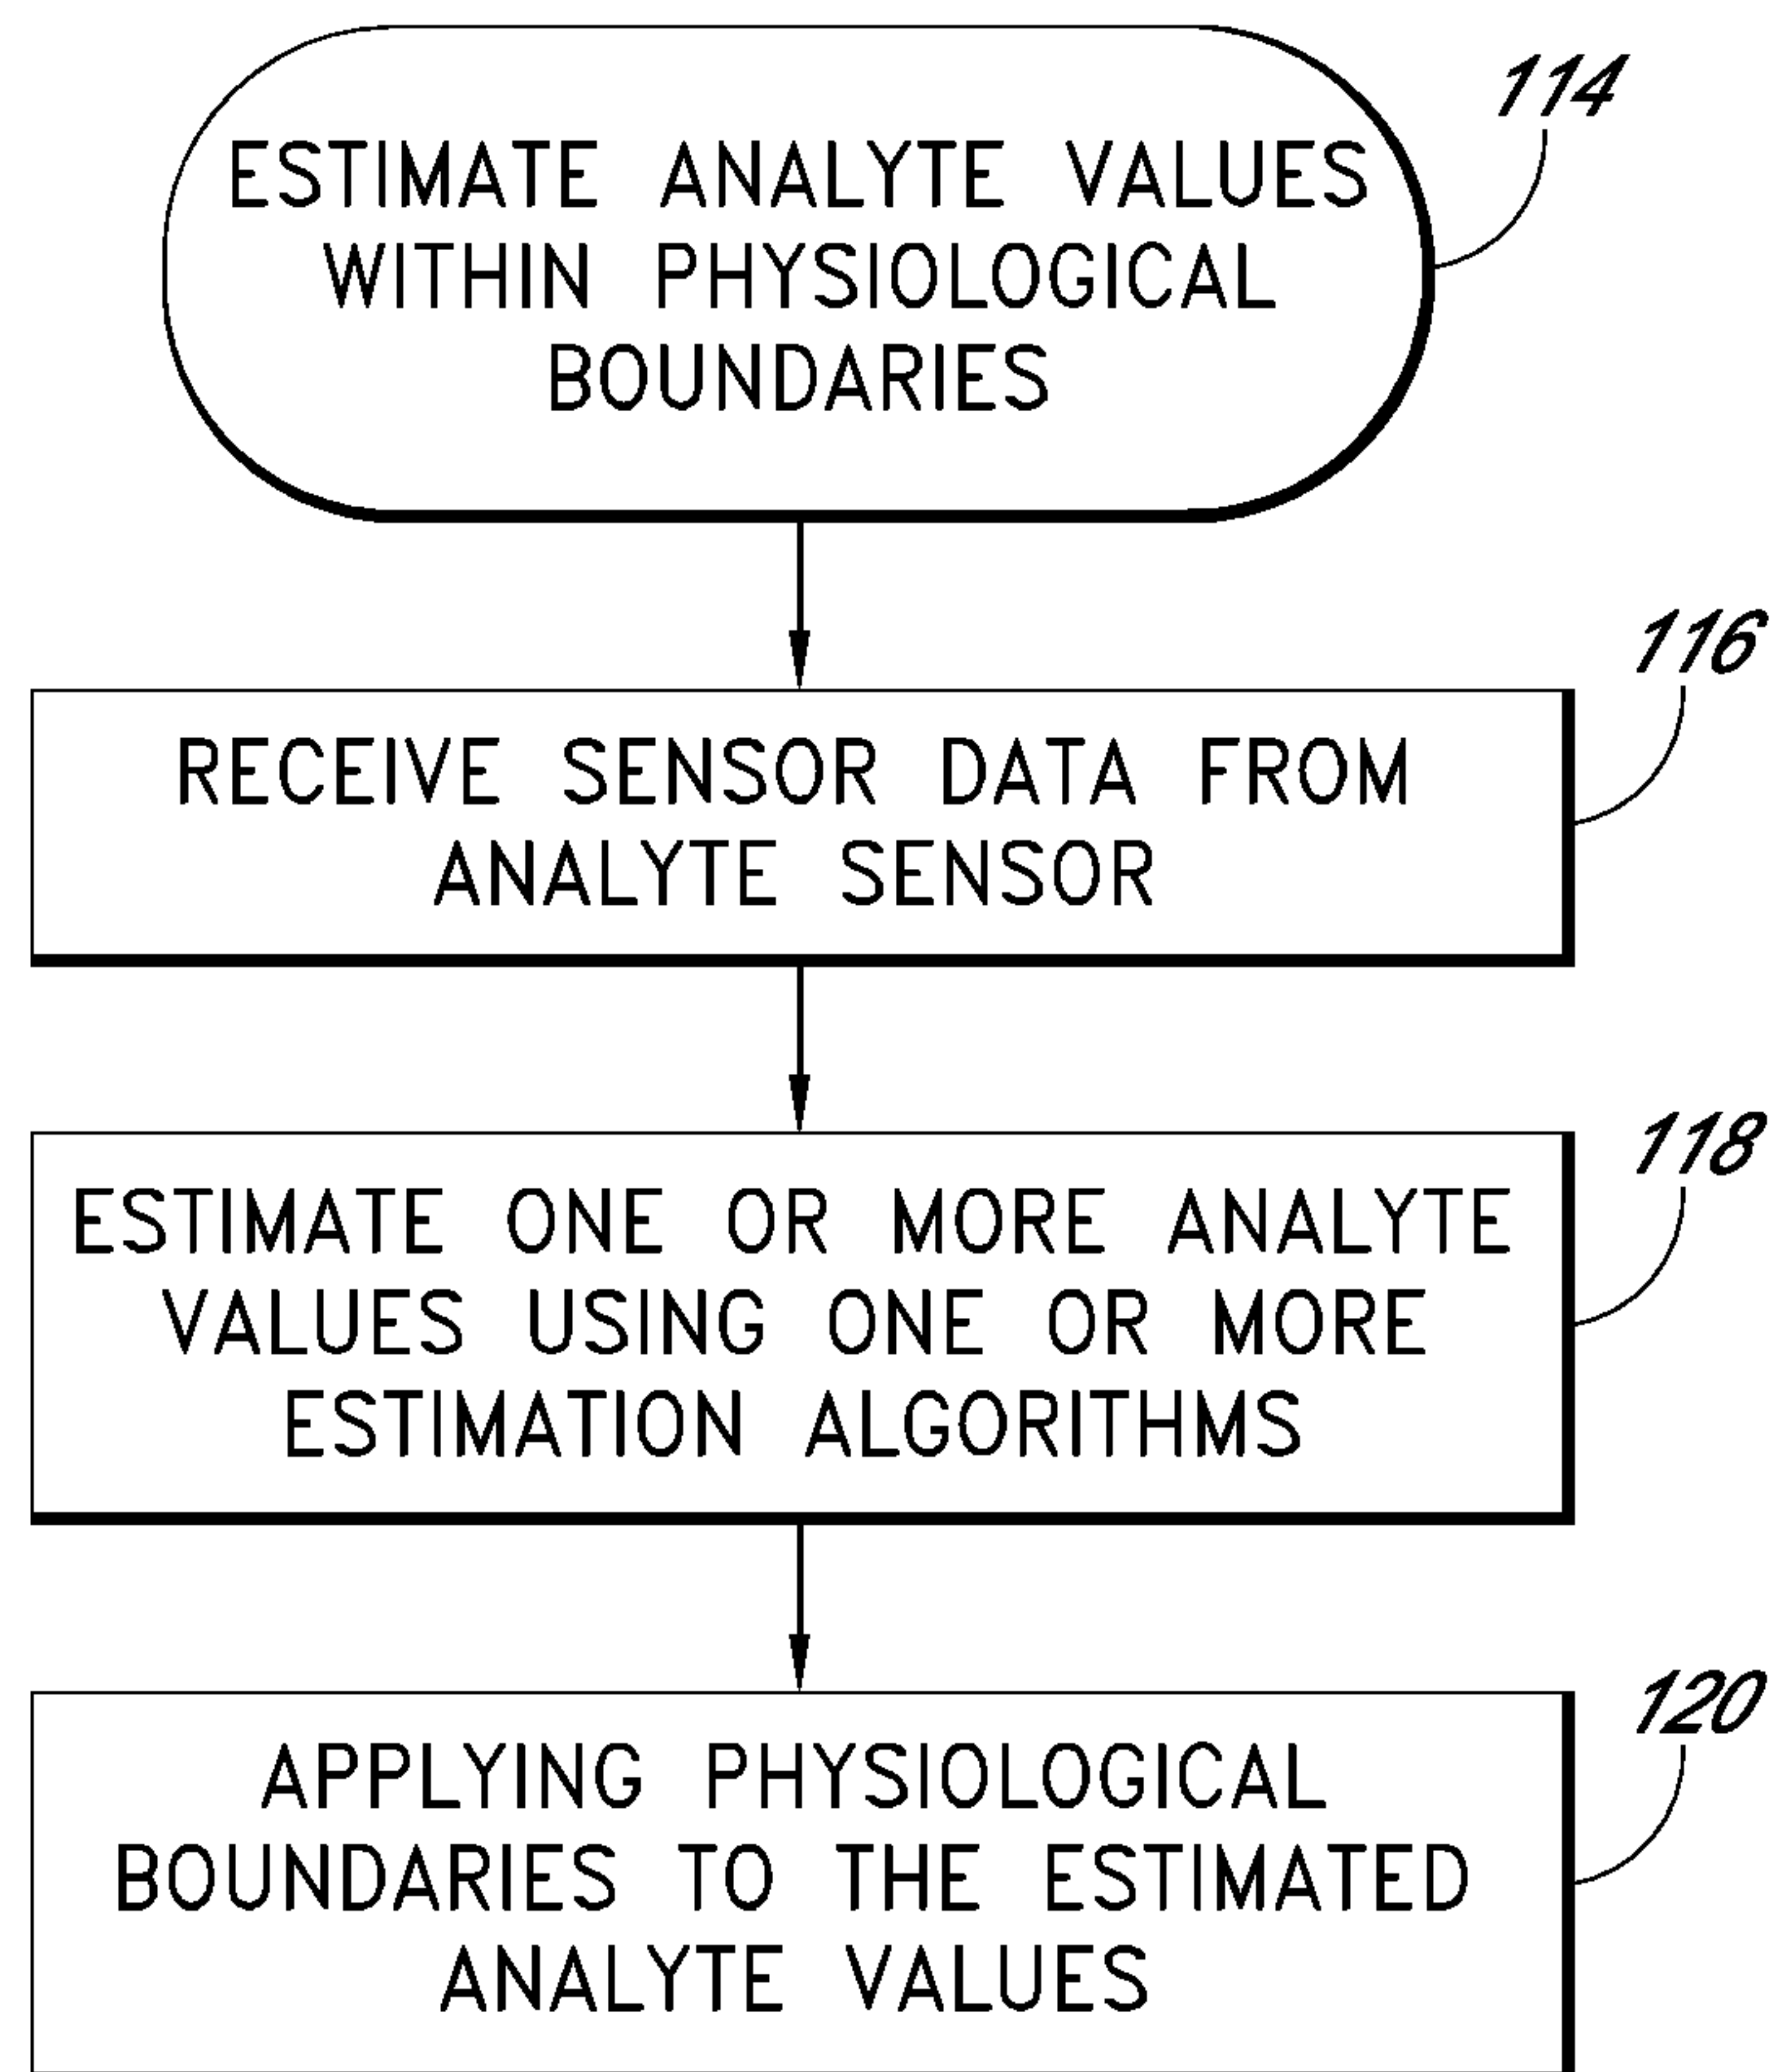 114
ESTIMATE ANALYTE VALUES
WITHIN PHYSIOLOGICAL
BOUNDARIES
116
RECEIVE SENSOR DATA FROM
ANALYTE SENSOR
118
ESTIMATE ONE OR MORE ANALYTE
VALUES USING ONE OR MORE
ESTIMATION ALGORITHMS
120
APPLYING PHYSIOLOGICAL
BOUNDARIES TO THE ESTIMATED
ANALYTE VALUES